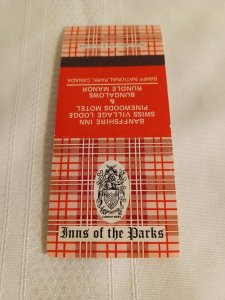 BANFFSHIRE INN
SWISS VILLAGE LODGE
PINEWOODS MOTEL
&
BUNGALOWS
RUNDLE MANOR
BANFF NATIONAL PARK, CANADA
Inns of the Parks